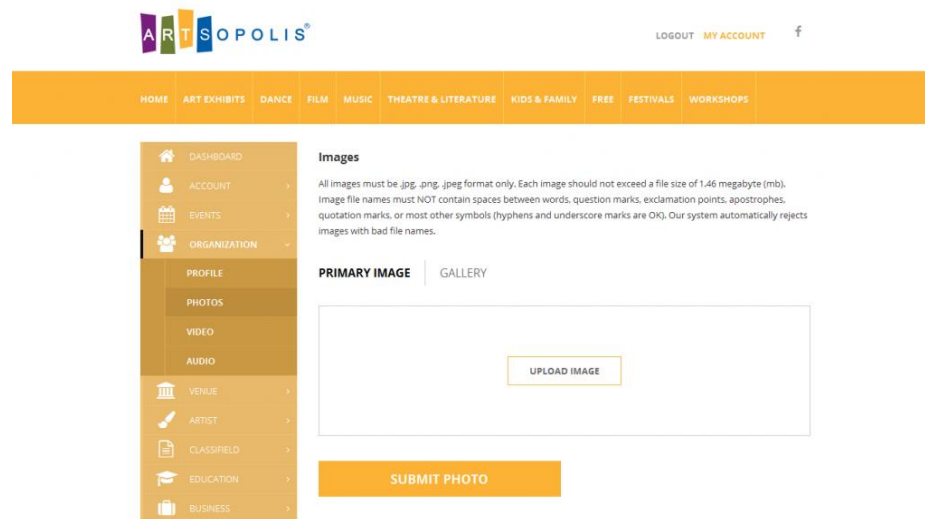 ARTSOPOLIS®
LOGOUT MY ACCOUNT f
HOME ART EXHIBITS DANCE FILM MUSIC THEATRE & LITERATURE KIDS & FAMILY FREE FESTIVALS WORKSHOPS
DASHBOARD
ACCOUNT
EVENTS
ORGANIZATION
PROFILE
PHOTOS
VIDEO
AUDIO
VENUE
ARTIST
CLASSIFIELD
EDUCATION
BUSINESS
Images
All images must be .jpg, .png, .jpeg format only. Each image should not exceed a file size of 1.46 megabyte (mb).
Image file names must NOT contain spaces between words, question marks, exclamation points, apostrophes,
quotation marks, or most other symbols (hyphens and underscore marks are OK). Our system automatically rejects
images with bad file names.
PRIMARY IMAGE GALLERY
UPLOAD IMAGE
SUBMIT PHOTO